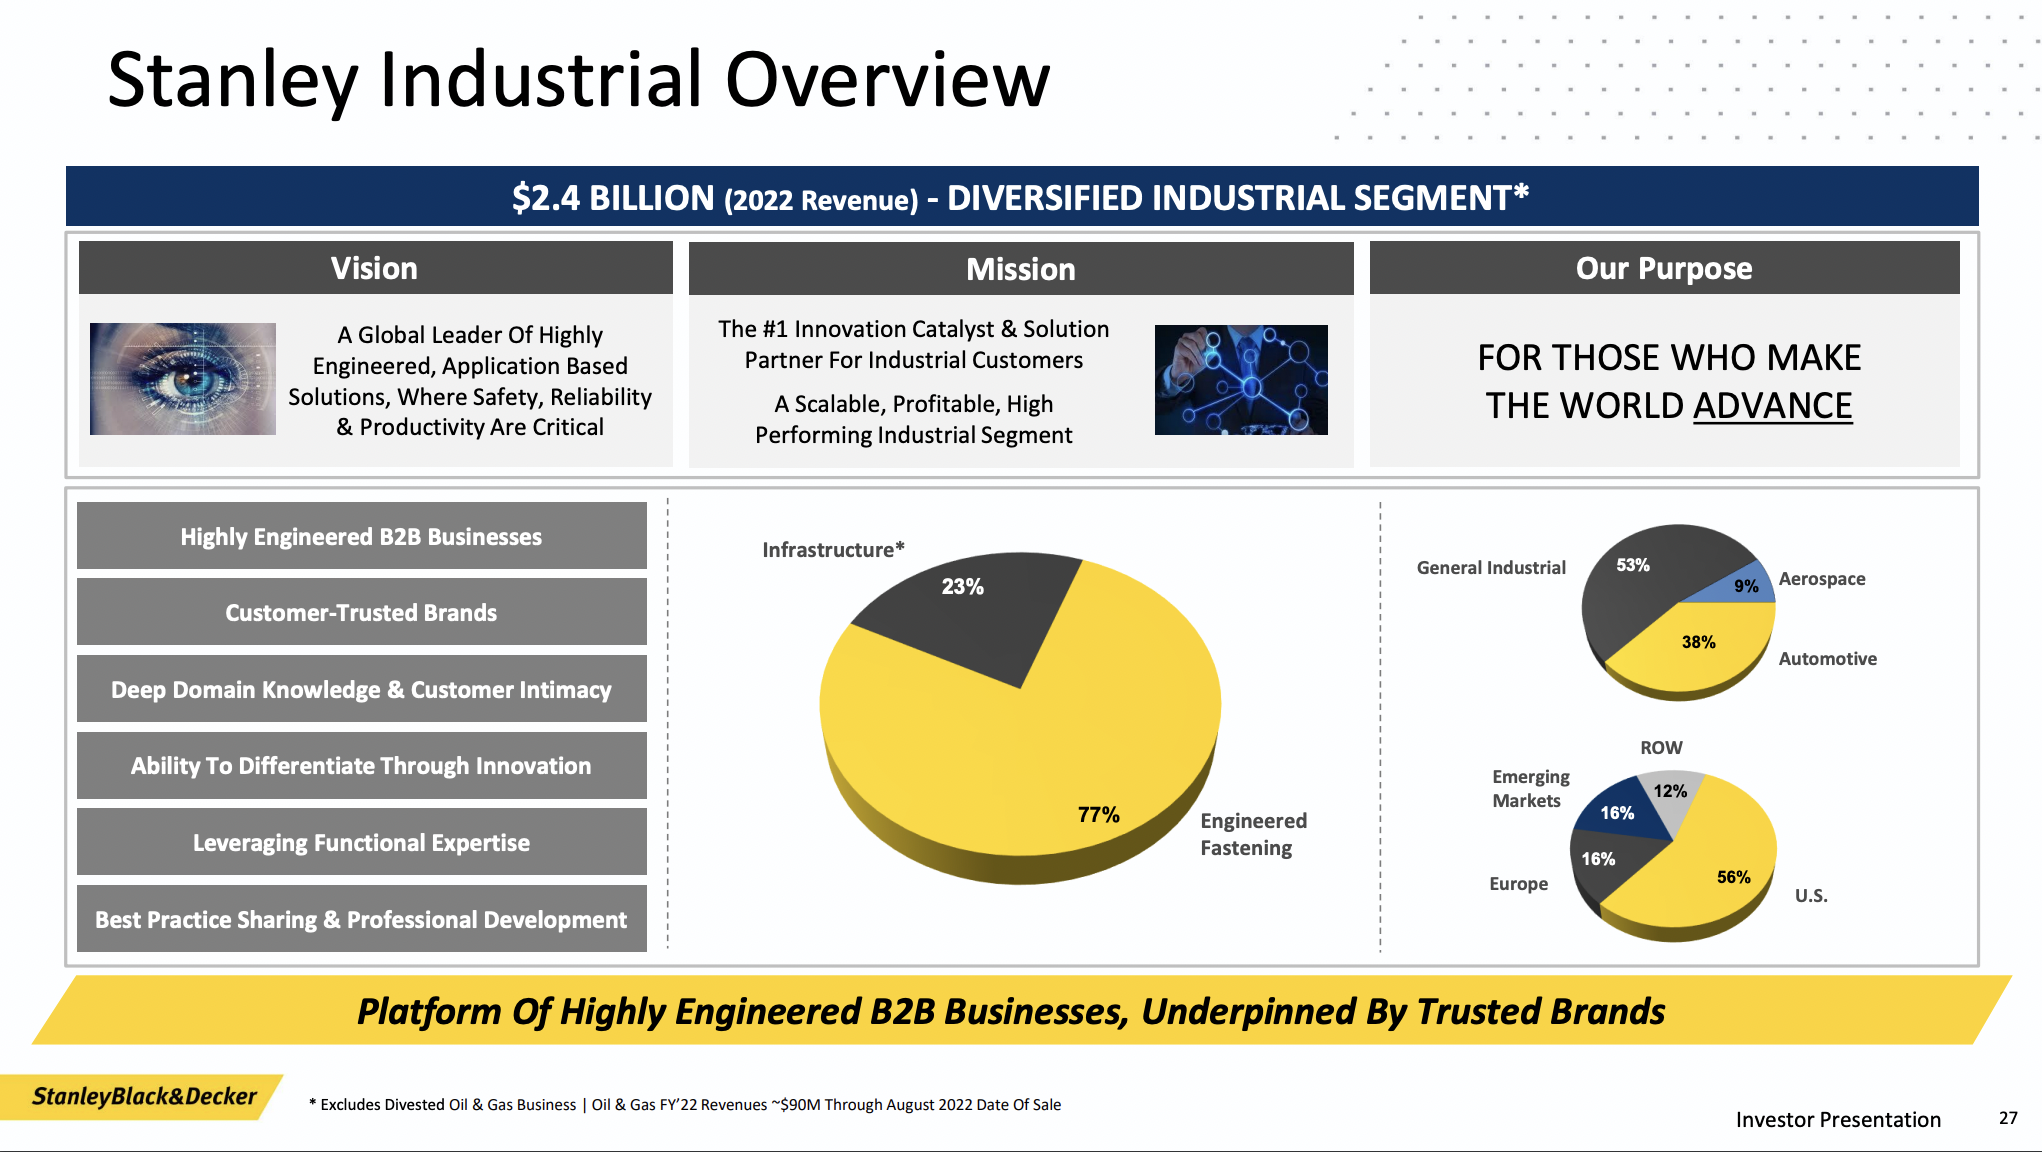 Stanley Industrial Overview
$2.4 BILLION (2022 Revenue) - DIVERSIFIED INDUSTRIAL SEGMENT*
Vision
A Global Leader Of Highly
Engineered, Application Based
Solutions, Where Safety, Reliability
& Productivity Are Critical
Mission
The #1 Innovation Catalyst & Solution
Partner For Industrial Customers
A Scalable, Profitable, High
Performing Industrial Segment
Our Purpose
FOR THOSE WHO MAKE
THE WORLD ADVANCE
Highly Engineered B2B Businesses
Customer-Trusted Brands
Deep Domain Knowledge & Customer Intimacy
Ability To Differentiate Through Innovation
Leveraging Functional Expertise
Best Practice Sharing & Professional Development
Infrastructure*
23%
77%
Engineered
Fastening
General Industrial
53%
9%
Aerospace
38%
Automotive
ROW
Emerging
Markets
12%
16%
16%
Europe
56%
U.S.
Platform Of Highly Engineered B2B Businesses, Underpinned By Trusted Brands
StanleyBlack&Decker
* Excludes Divested Oil & Gas Business | Oil & Gas FY'22 Revenues ~$90M Through August 2022 Date Of Sale
Investor Presentation
27